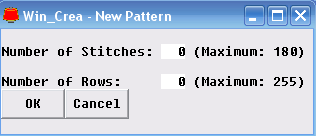 Win_Crea - New Pattern
Number of Stitches: 0 (Maximum: 180)
Number of Rows: 0 (Maximum: 255)
OK Cancel